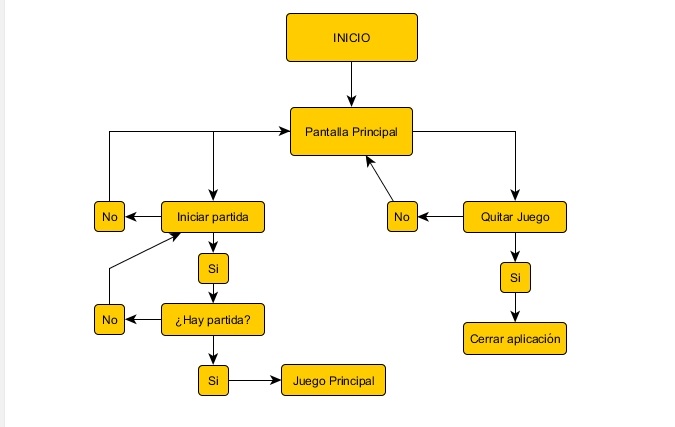 INICIO
Pantalla Principal
No
Iniciar partida
No
Quitar Juego
Si
Si
No
¿Hay partida?
Cerrar aplicación
Si
Juego Principal